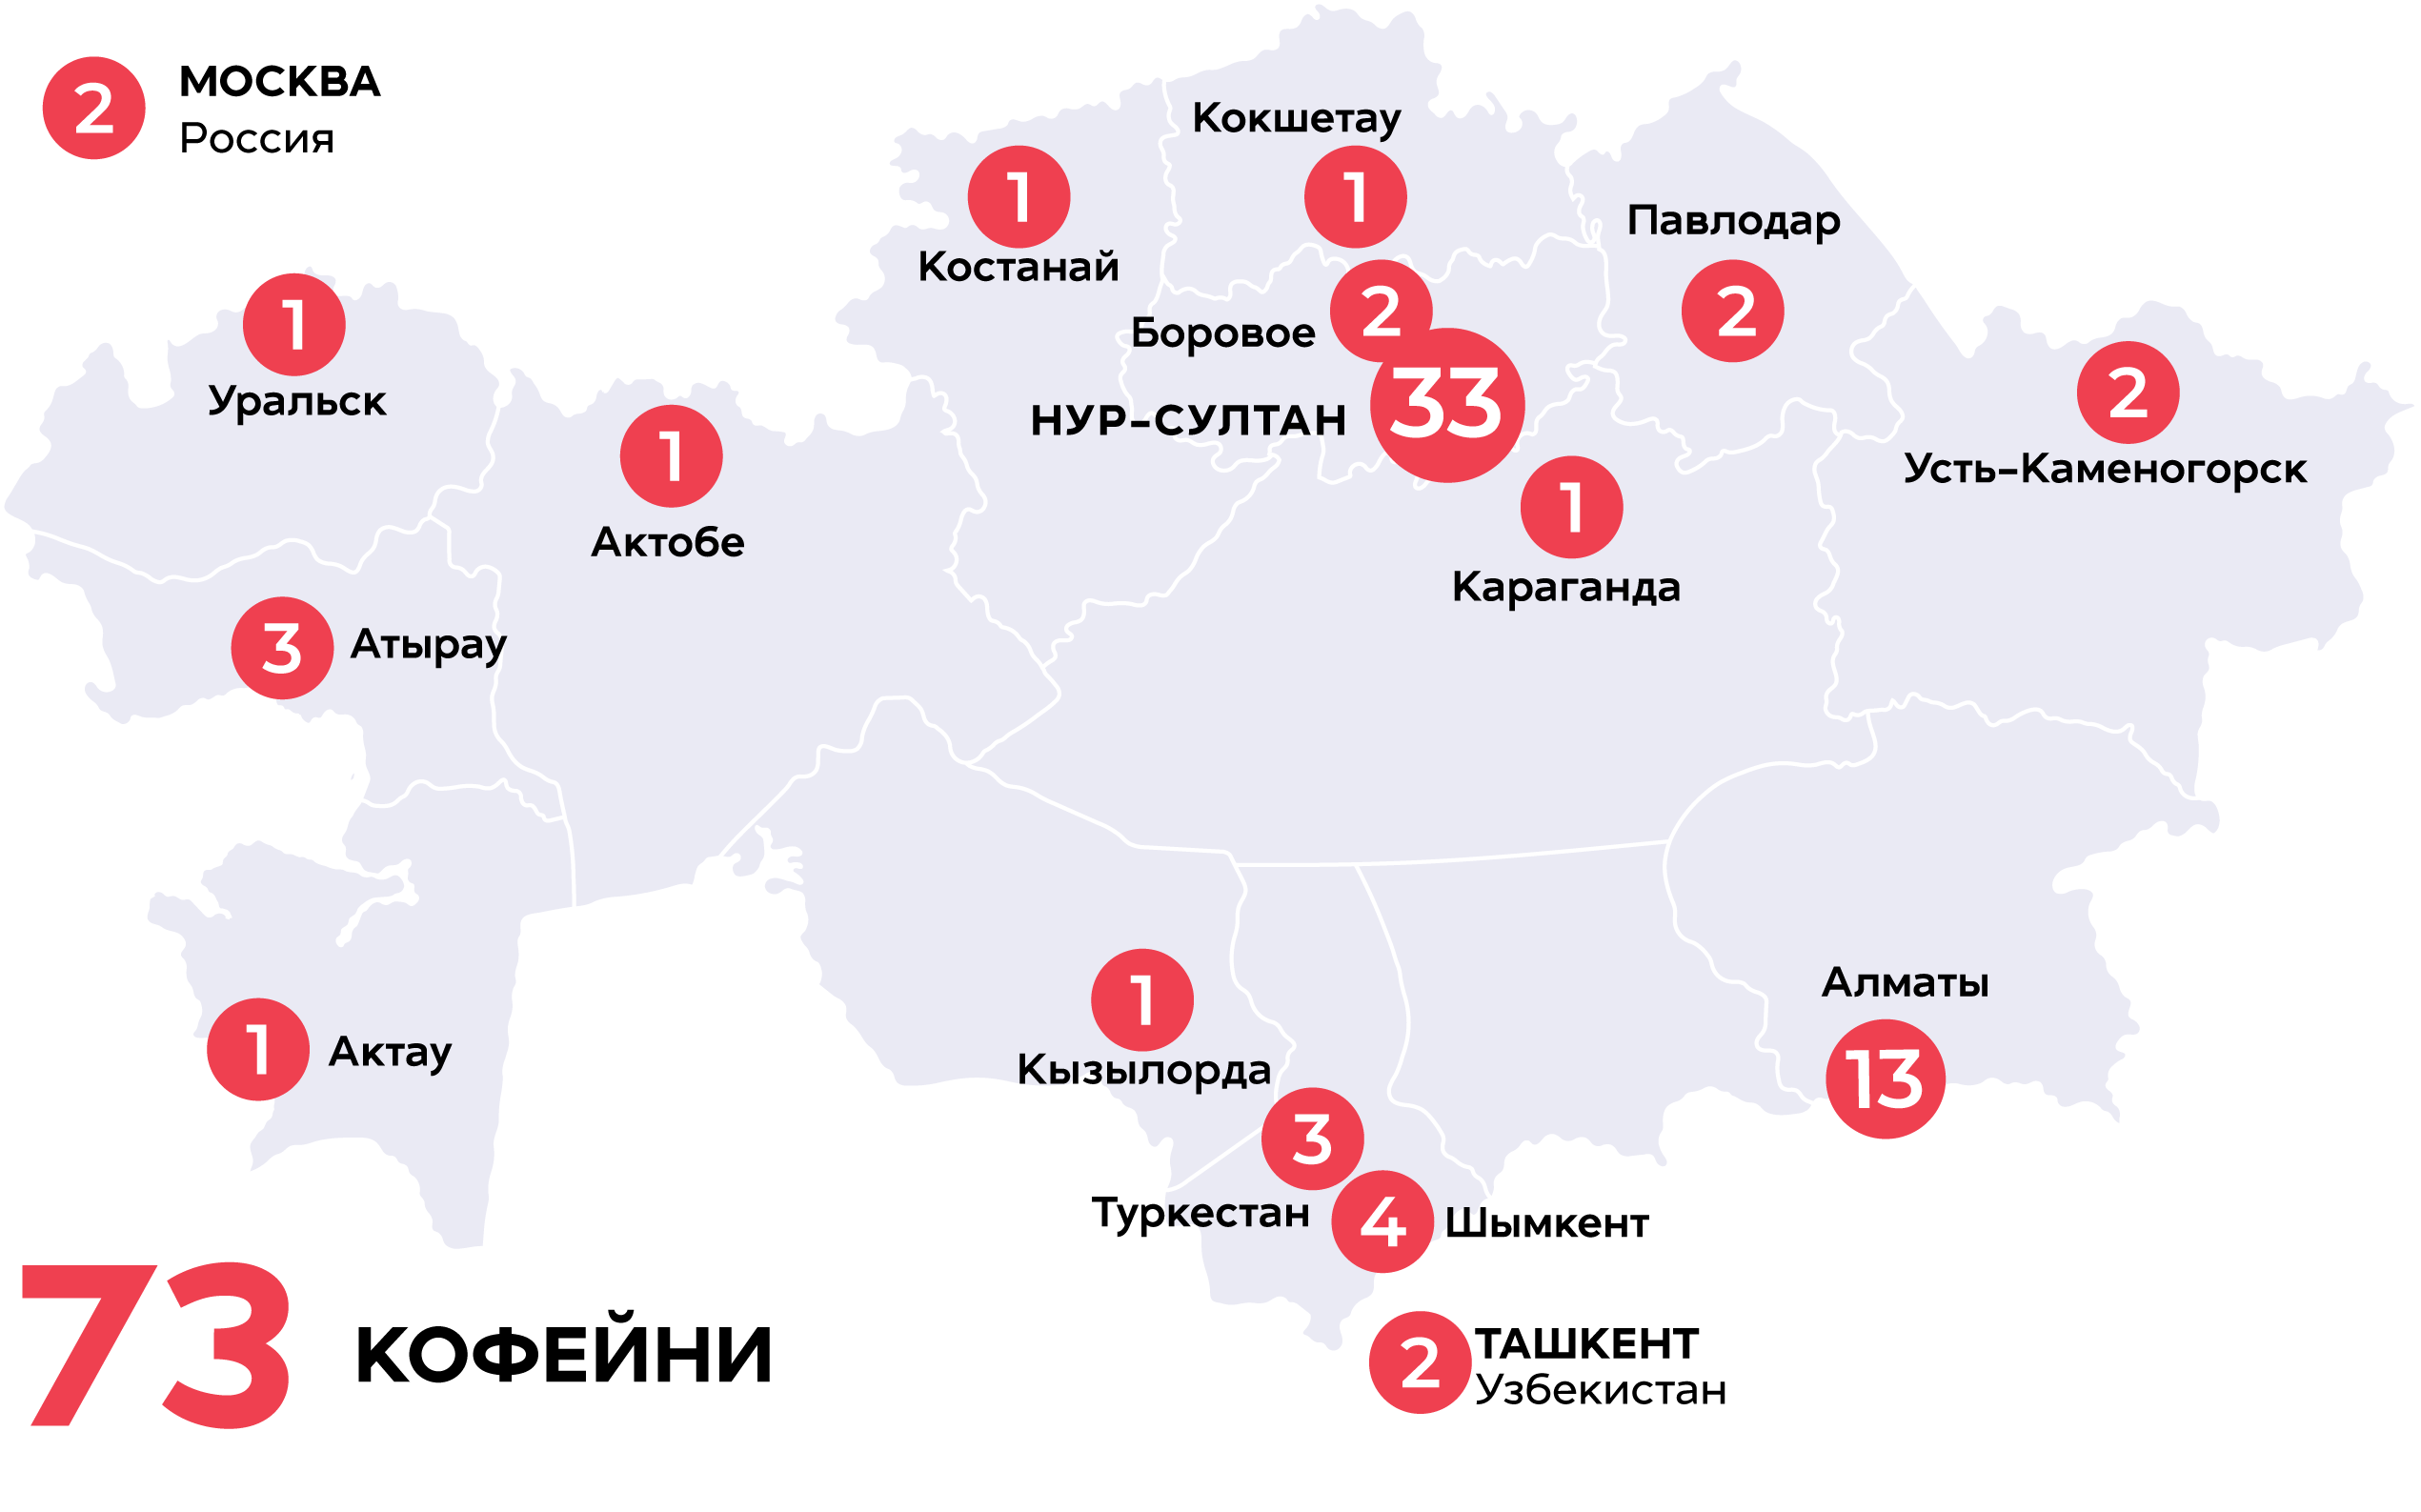 2
МОСКВА
Россия
Кокшету
1
1
Костанай
Павлодар
2
1
Уральск
2
Боровое
33
НУР-СУЛТАН
2
Усть-Каменогорск
1
Актобе
1
Караганда
3
Атырау
Алматы
13
1
Кызылорда
1
Актау
3
Туркестан
4
Шымкент
73
КОФЕЙНИ
2
ТАШКЕНТ
Узбекистан